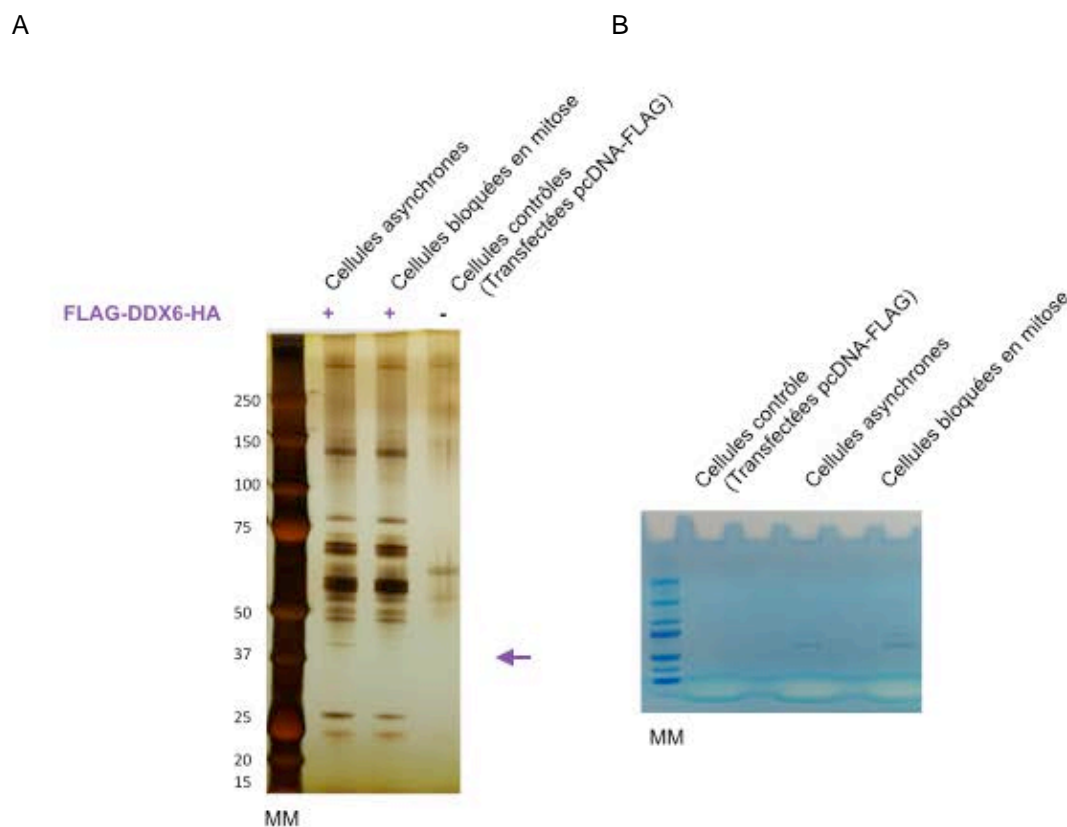 A
B
Cellules asynchrones
Cellules bloquées en mitose
Cellules contrôles
(Transfectées pcDNA-FLAG)
FLAG-DDX6-HA
+ + -
250
150
100
75
50
37
25
20
15
MM
Cellules contrôle
(Transfectées pcDNA-FLAG)
Cellules asynchrones
Cellules bloquées en mitose
MM